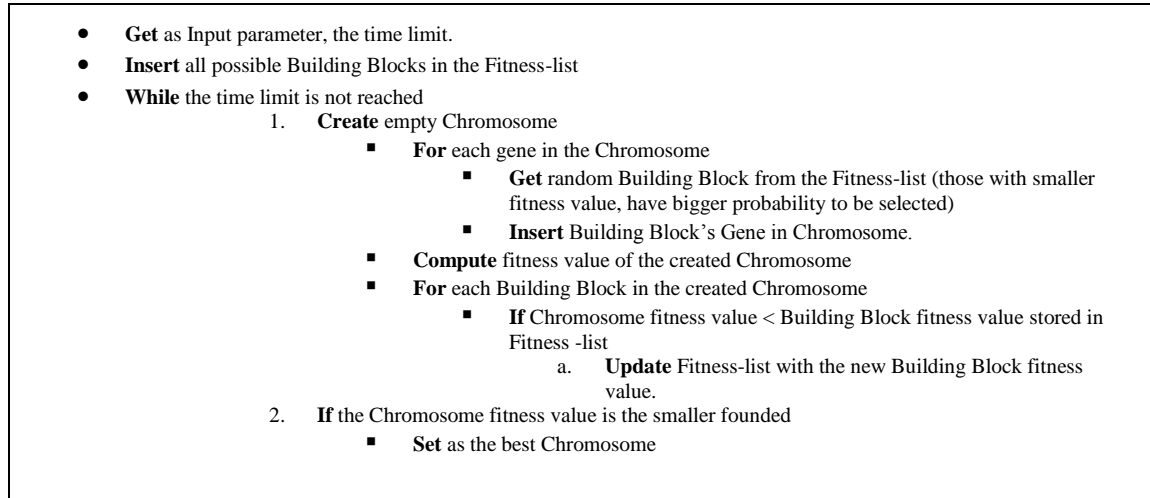 • Get as Input parameter, the time limit.
• Insert all possible Building Blocks in the Fitness-list
• While the time limit is not reached
1. Create empty Chromosome
▪ For each gene in the Chromosome
▪ Get random Building Block from the Fitness-list (those with smaller
fitness value, have bigger probability to be selected)
▪ Insert Building Block’s Gene in Chromosome.
▪ Compute fitness value of the created Chromosome
▪ For each Building Block in the created Chromosome
▪ If Chromosome fitness value < Building Block fitness value stored in
Fitness -list
a. Update Fitness-list with the new Building Block fitness
value.
2. If the Chromosome fitness value is the smaller founded
▪ Set as the best Chromosome